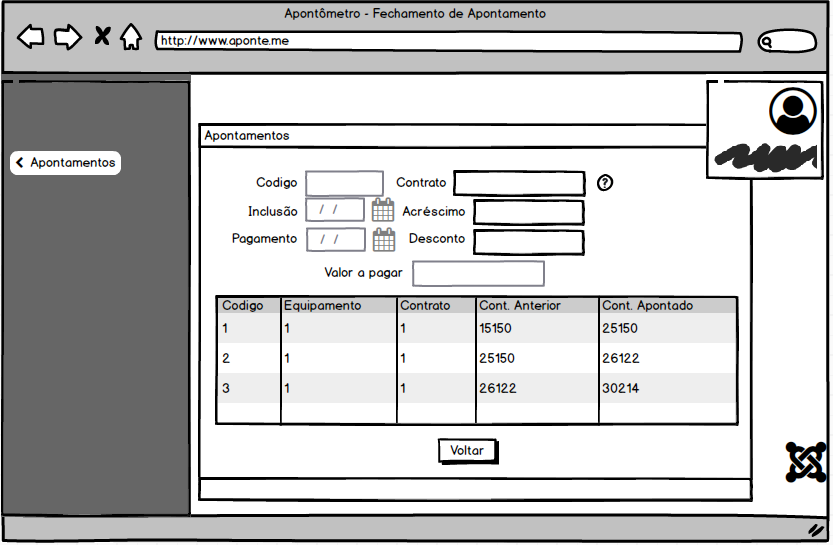 Apontômetro - Fechamento de Apontamento
http://www.aponte.me
Apontamentos
Apontamentos
Codigo Contrato ?
Inclusão / / Acréscimo
Pagamento / / Desconto
Valor a pagar
Codigo Equipamento Contrato Cont. Anterior Cont. Apontado
1 1 1 15150 25150
2 1 1 25150 26122
3 1 1 26122 30214
Voltar